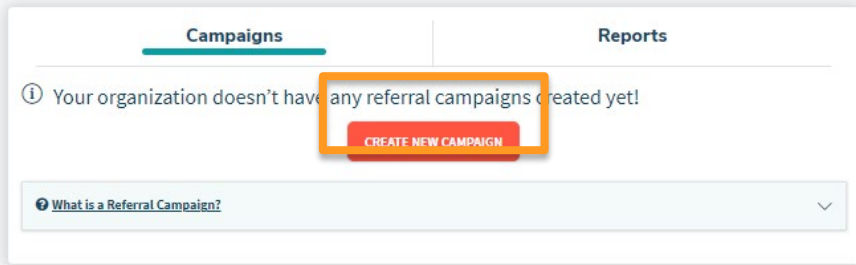 Campaigns
Reports
Your organization doesn't have any referral campaigns created yet!
CREATE NEW CAMPAIGN
What is a Referral Campaign?